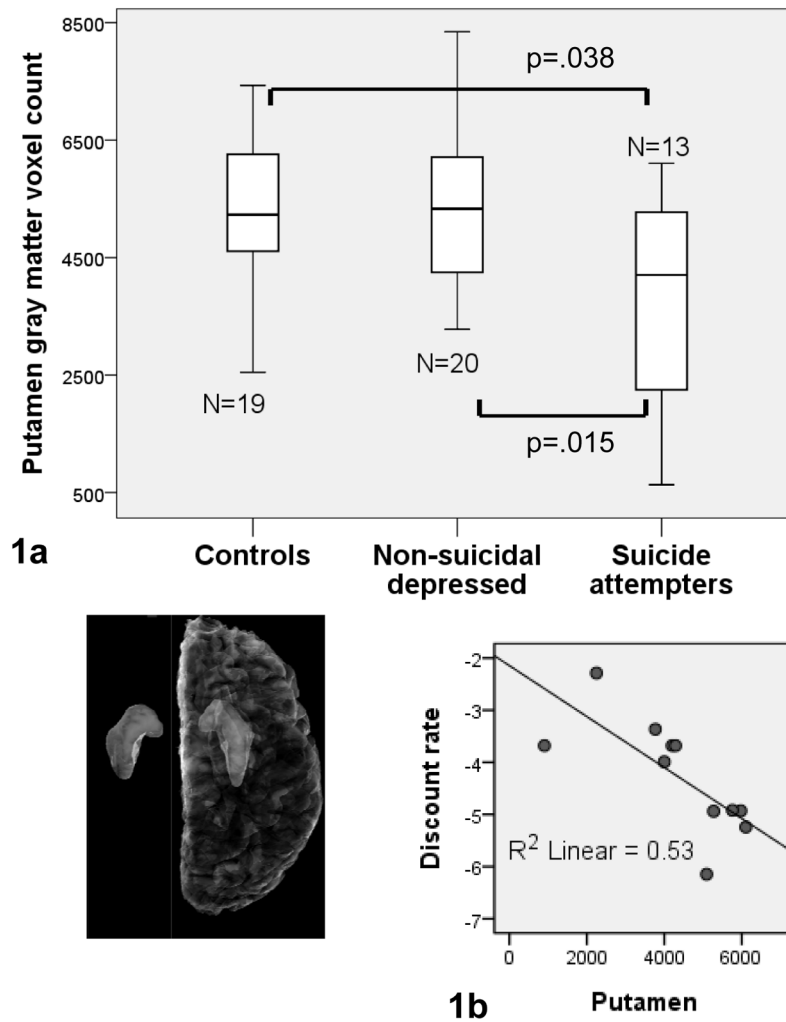 8500
p=.038
6500
N=13
4500
N=20
2500
N=19
p=.015
500
Putamen gray matter voxel count
1a
Controls
Non-suicidal
depressed
Suicide
attempters
-2
-3
-4
-5
-6
-7
Discount rate
R² Linear = 0.53
0 2000 4000 6000
1b
Putamen